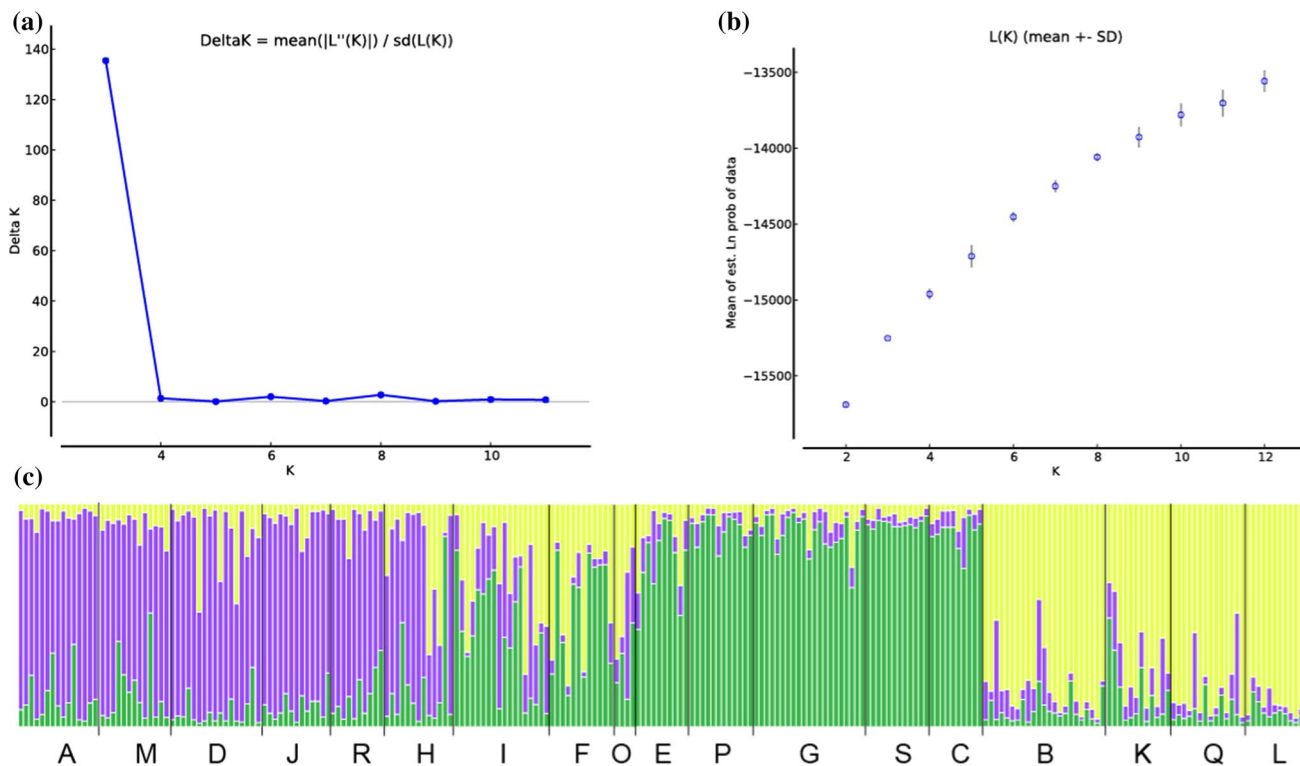 (a)
DeltaK = mean(|L''(K)|) / sd(L(K))
140
120
100
80
60
40
20
0
Delta K
4 6 8 10
K
(b)
L(K) (mean +- SD)
−13500
−14000
−14500
−15000
−15500
Mean of est. Ln prob of data
2 4 6 8 10 12
K
(c)
A M D J R H I F O E P G S C B K Q L